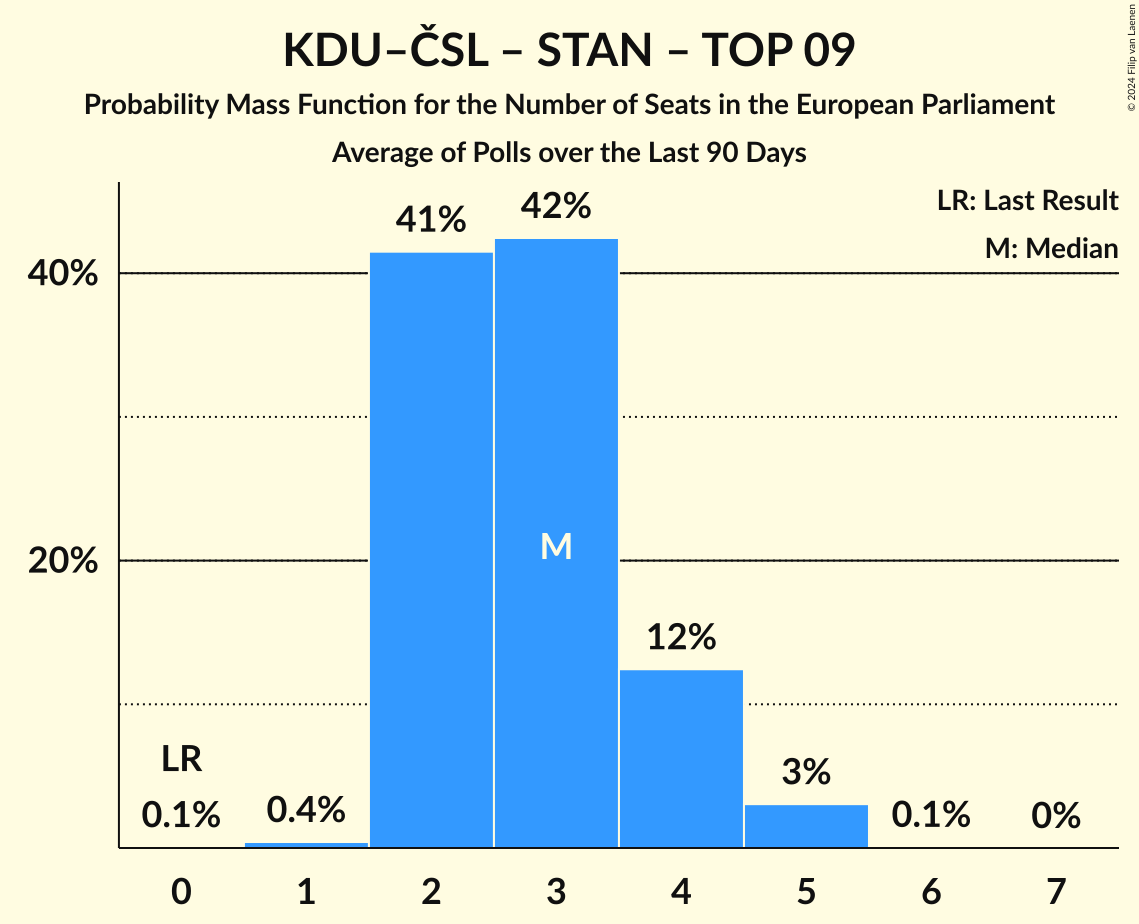 KDU–ČSL – STAN – TOP 09
Probability Mass Function for the Number of Seats in the European Parliament
Average of Polls over the Last 90 Days
© 2024 Filip van Laenen
LR: Last Result
M: Median
41%
42%
40%
M
20%
12%
LR
3%
0.1%
0.4%
0.1%
0%
0 1 2 3 4 5 6 7